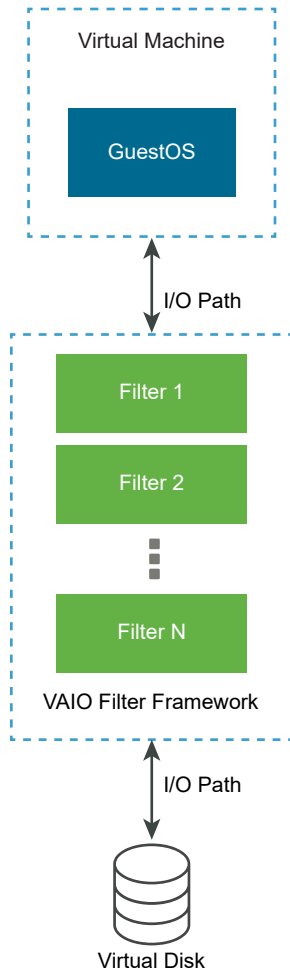 Virtual Machine
GuestOS
I/O Path
Filter 1
Filter 2
Filter N
VAIO Filter Framework
I/O Path
Virtual Disk